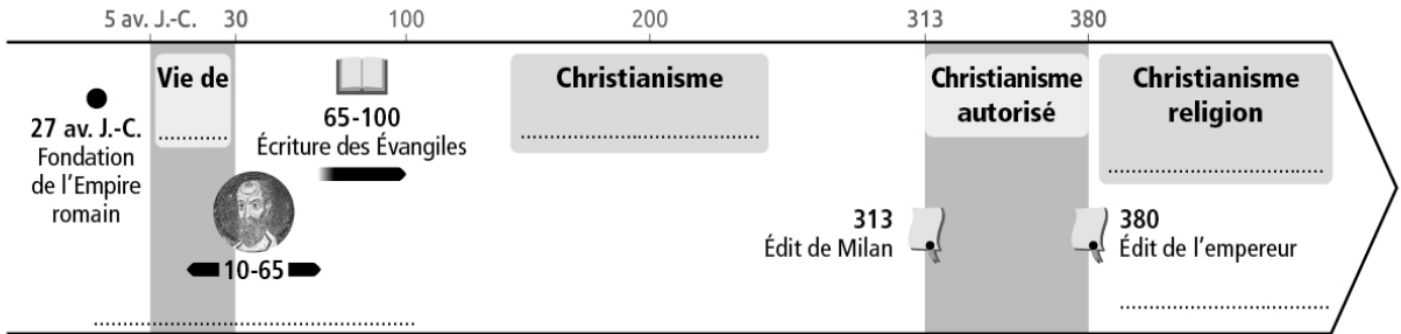 5 av. J.-C.
30
100
200
313
380
27 av. J.-C.
Fondation
de l'Empire
romain
Vie de
..............
10-65
.......................................................
65-100
Écriture des Évangiles
Christianisme
.........................................
Christianisme
autorisé
313
Édit de Milan
Christianisme
religion
.....................................
380
Édit de l'empereur
....................................